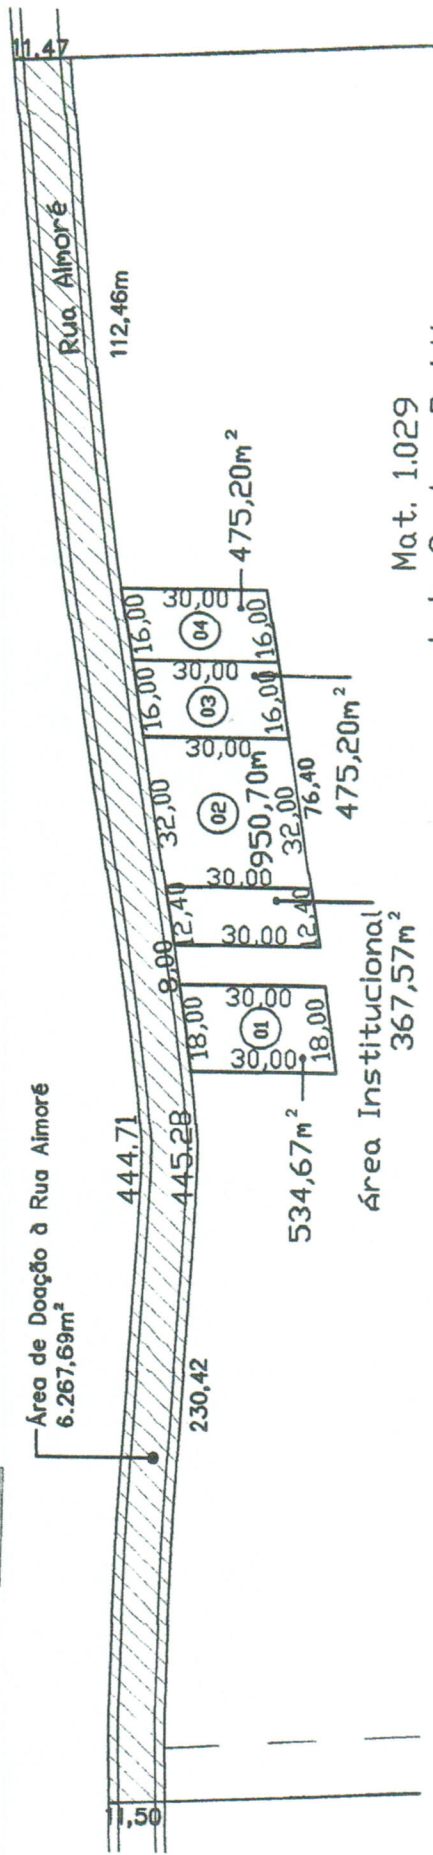 11.47
Rua Aimoré
112,46m
475,20m²
Mat. 1.029
30,00
16,00
04
16,00
30,00
16,00
03
16,00
475,20m²
30,00
32,00
02
950,70m
32,00
76,40
30,00
12,40
12,40
30,00
Área Institucional
367,57m²
8,00
30,00
18,00
01
18,00
30,00
534,67m²
444.71
445.28
Área de Doação à Rua Aimoré
6.267,69m²
230,42
11,50